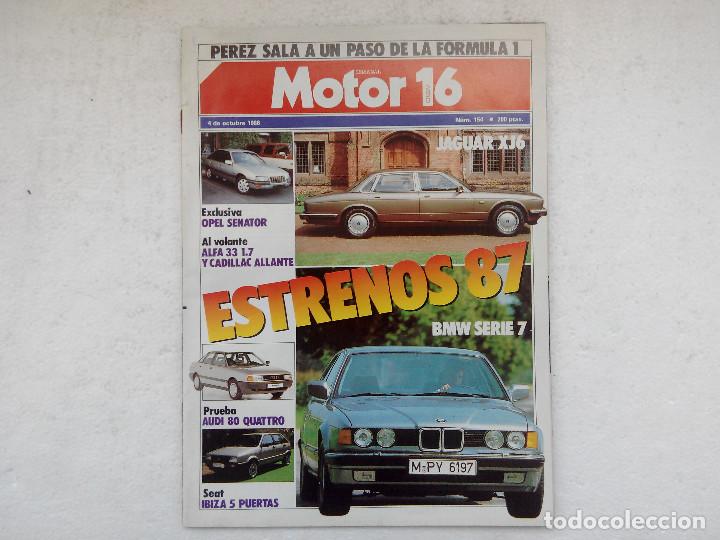 PEREZ SALA A UN PASO DE LA FORMULA 1
SEMANAL
Motor 16
4 de octubre 1986
Núm. 154 200 ptas.
JAGUAR XJ6
Exclusiva
OPEL SENATOR
Al volante
ALFA 33 1.7
Y CADILLAC ALLANTE
ESTRENOS 87
BMW SERIE 7
Prueba
AUDI 80 QUATTRO
Seat
IBIZA 5 PUERTAS
M-PY 6197
todocoleccion